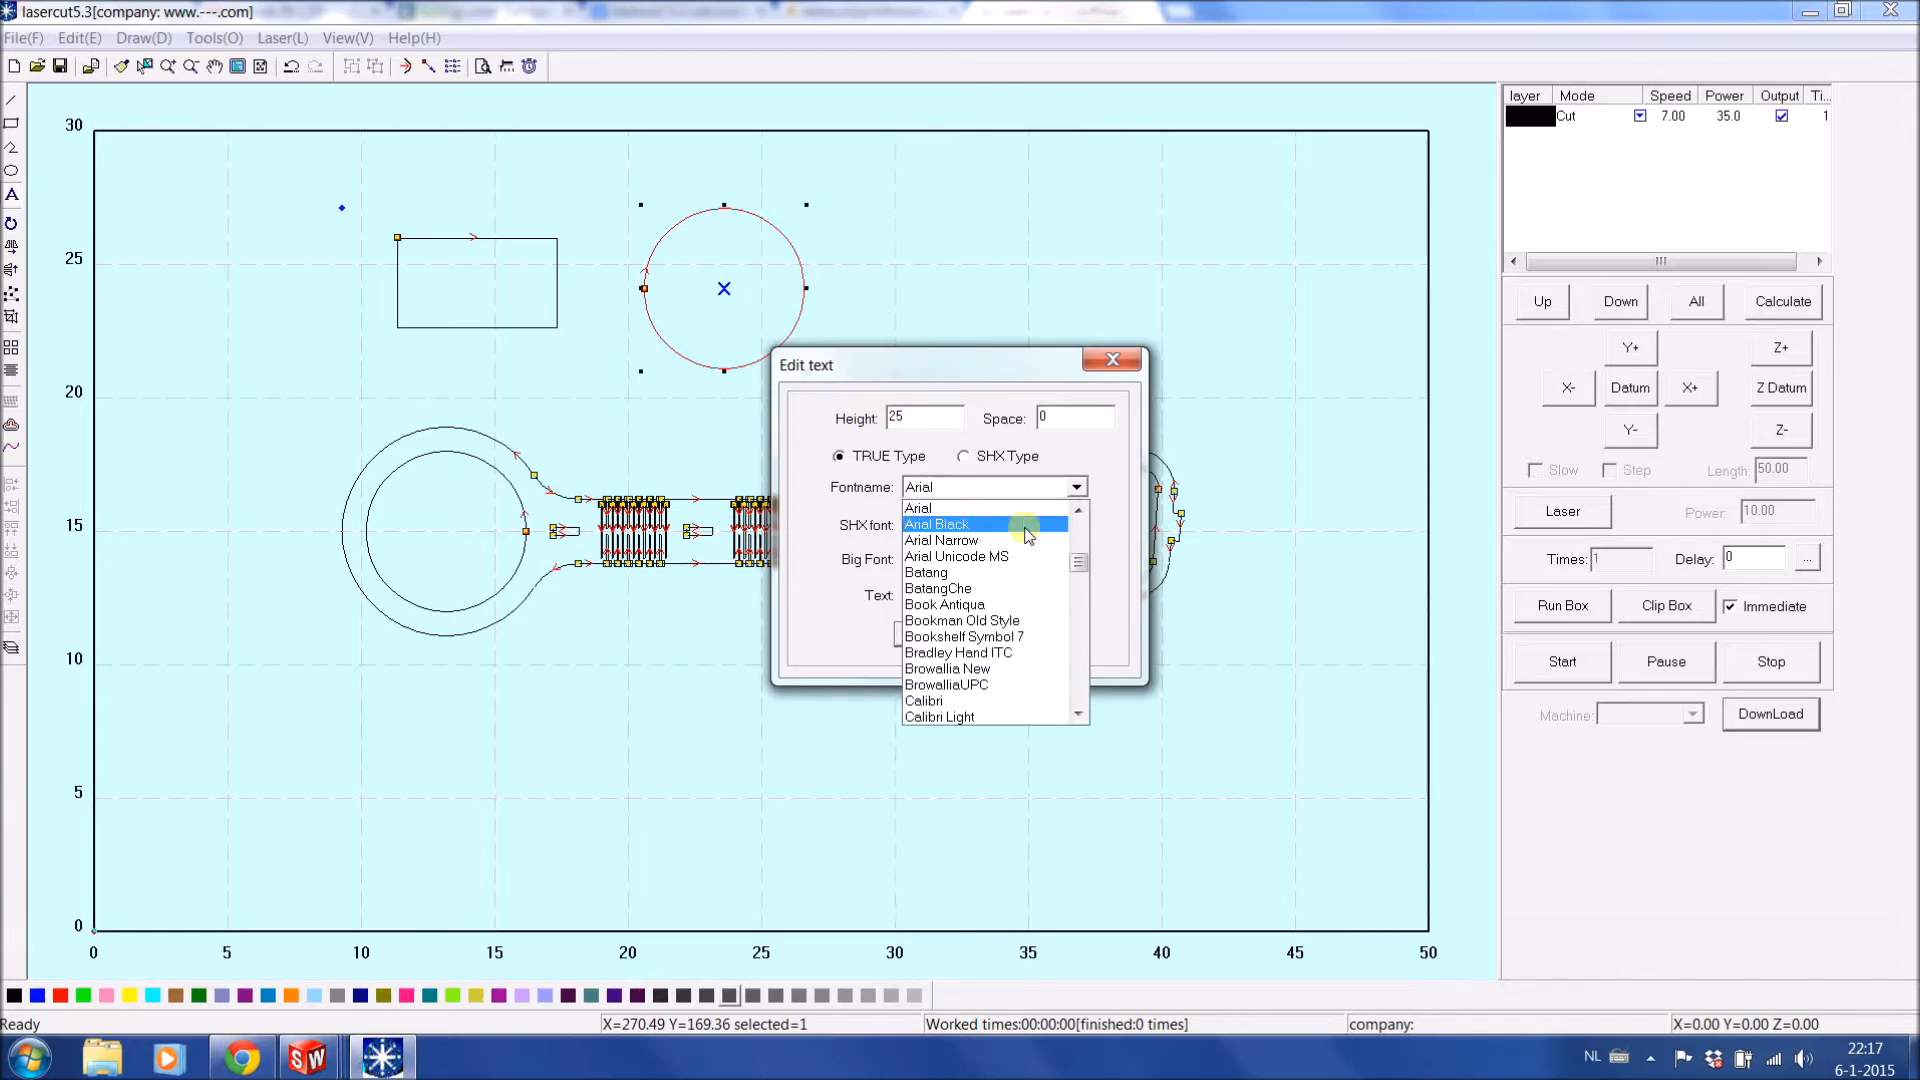 lasercut5.3[company: www.---.com]
File(F) Edit(E) Draw(D) Tools(O) Laser(L) View(V) Help(H)
layer Mode Speed Power Output Ti...
Cut 7.00 35.0 1
30
25
20
15
10
5
0
0 5 10 15 20 25 30 35 40 45 50
Edit text
Height: 25 Space: 0
TRUE Type SHX Type
Fontname: Arial
SHX font:
Big Font:
Text:
Arial
Arial Black
Arial Narrow
Arial Unicode MS
Batang
BatangChe
Book Antiqua
Bookman Old Style
Bookshelf Symbol 7
Bradley Hand ITC
Browallia New
BrowalliaUPC
Calibri
Calibri Light
Up Down All Calculate
Y+ Z+
X- Datum X+ Z Datum
Y- Z-
Slow Step Length: 50.00
Laser Power: 10.00
Times: 1 Delay: 0 ...
Run Box Clip Box Immediate
Start Pause Stop
Machine: DownLoad
Ready X=270.49 Y=169.36 selected=1 Worked times:00:00:00[finished:0 times] company: X=0.00 Y=0.00 Z=0.00
NL 22:17
6-1-2015